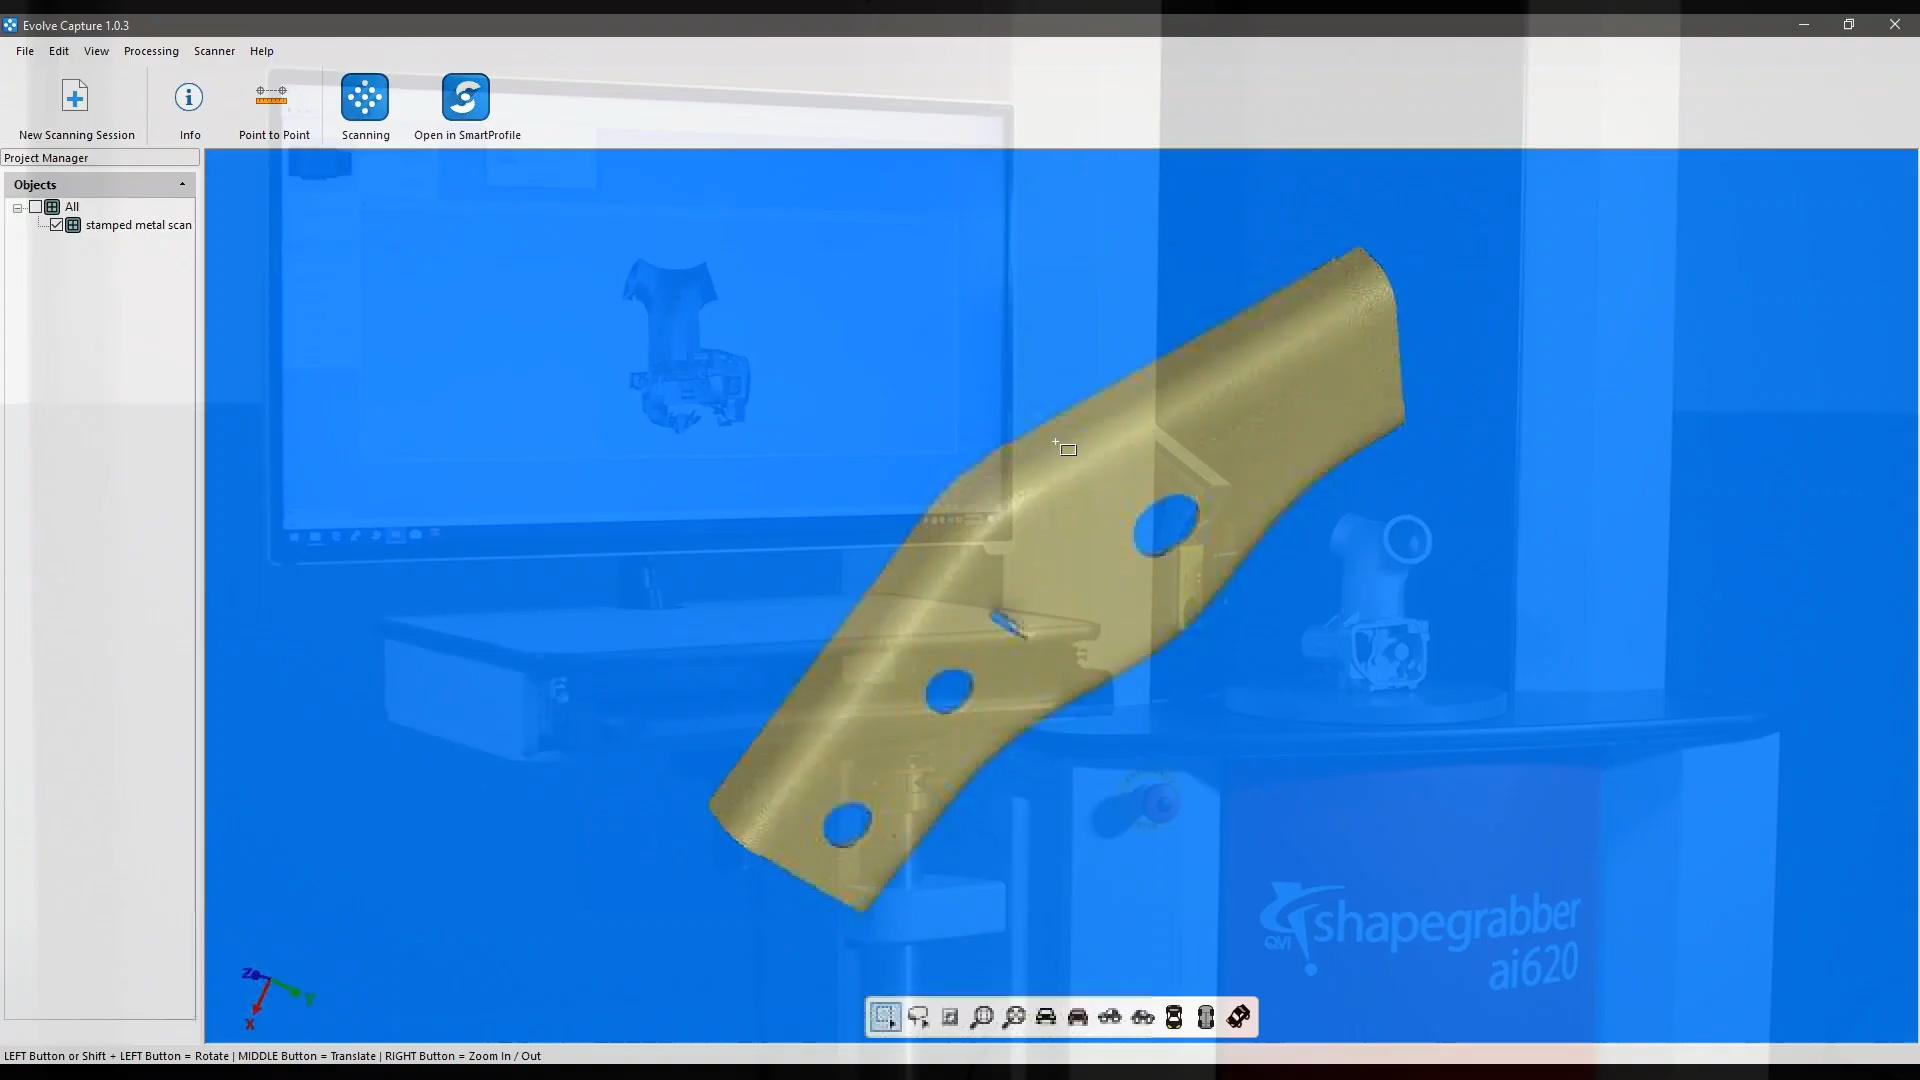 Evolve Capture 1.0.3
File Edit View Processing Scanner Help
New Scanning Session Info Point to Point Scanning Open in SmartProfile
Project Manager
Objects
All
stamped metal scan
QVI shapegrabber
ai620
Z Y
X
LEFT Button or Shift + LEFT Button = Rotate | MIDDLE Button = Translate | RIGHT Button = Zoom In / Out